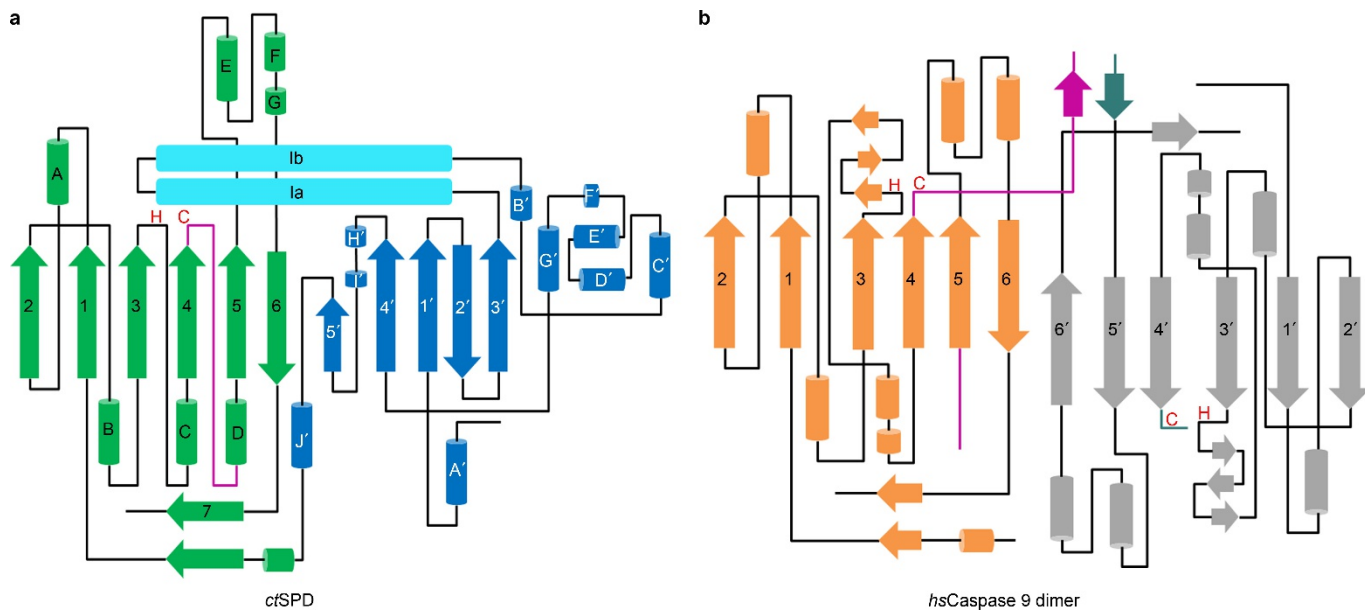 a
b
E
F
G
A
Ib
Ia
B′
F′
E′
D′
G′
C′
H C
H′
I′
2
1
3
4
5
6
5′
4′
1′
2′
3′
B
C
D
J′
A′
7
ctSPD
H C
2
1
3
4
5
6
6′
5′
4′
3′
1′
2′
C H
hsCaspase 9 dimer